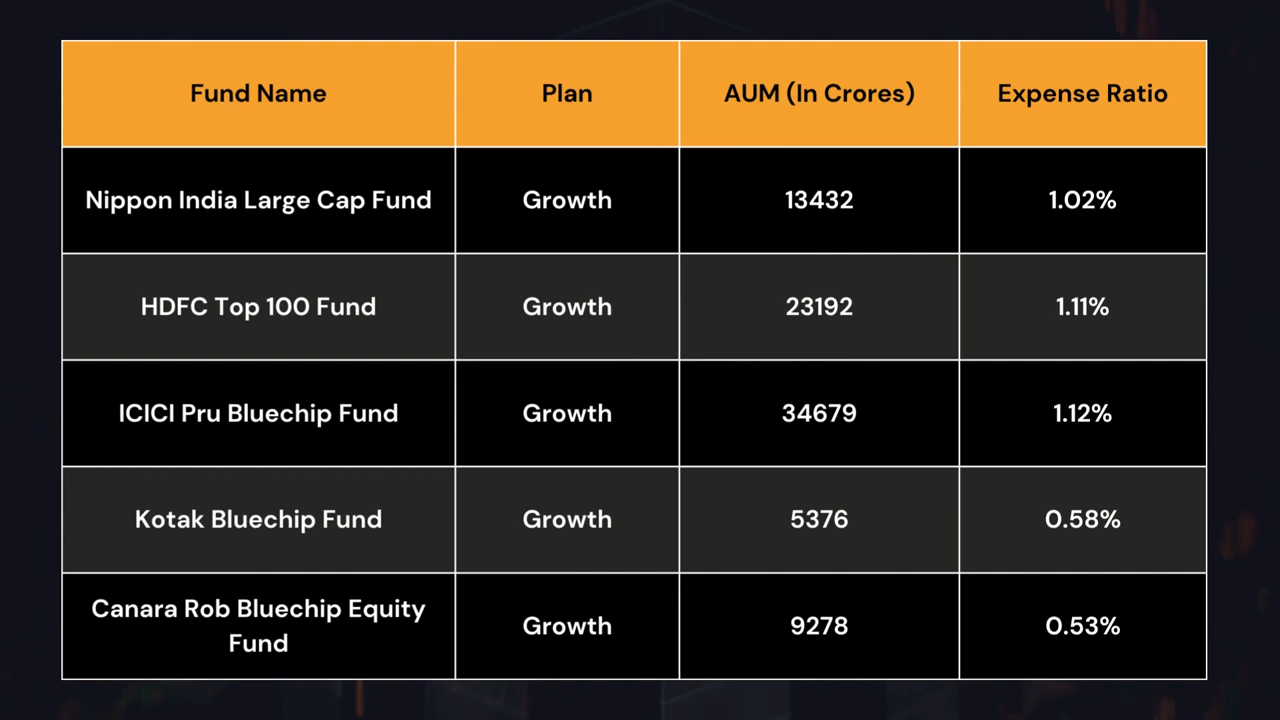 Fund Name Plan AUM (In Crores) Expense Ratio
Nippon India Large Cap Fund Growth 13432 1.02%
HDFC Top 100 Fund Growth 23192 1.11%
ICICI Pru Bluechip Fund Growth 34679 1.12%
Kotak Bluechip Fund Growth 5376 0.58%
Canara Rob Bluechip Equity
Fund Growth 9278 0.53%